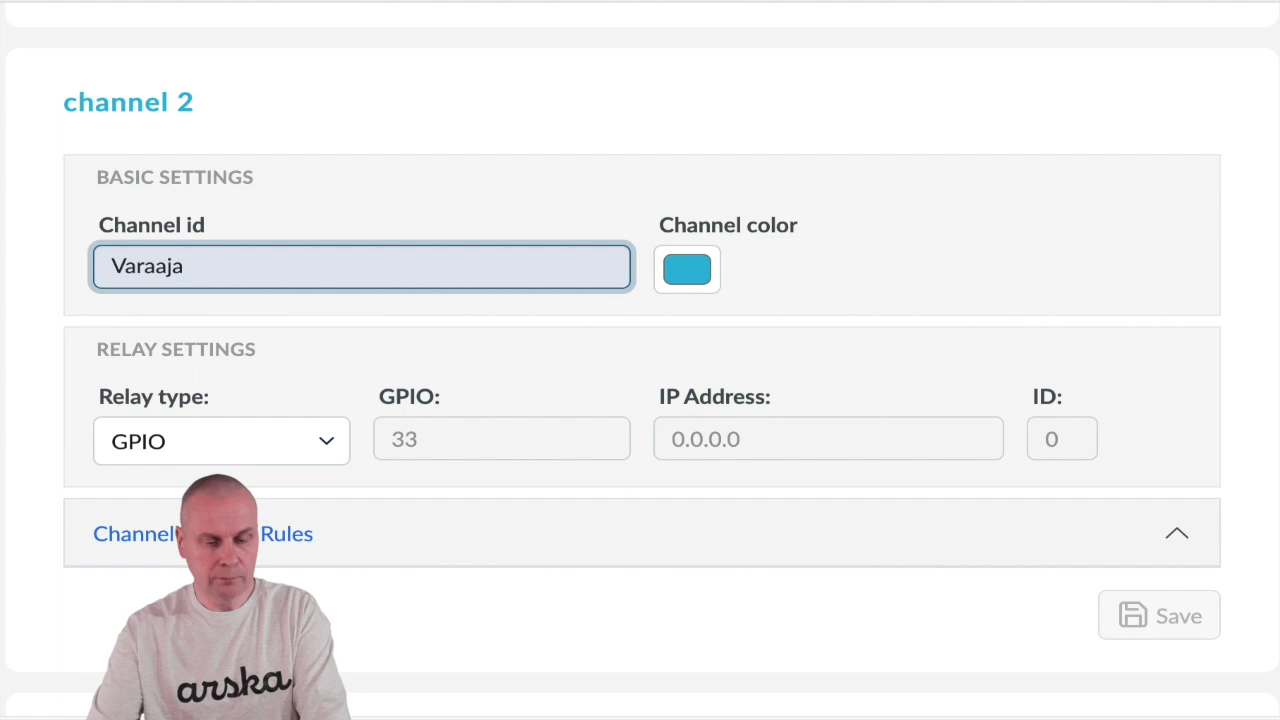 channel 2
BASIC SETTINGS
Channel id
Channel color
Varaaja
RELAY SETTINGS
Relay type:
GPIO:
IP Address:
ID:
GPIO
33
0.0.0.0
0
Channel Rules
Save
arska